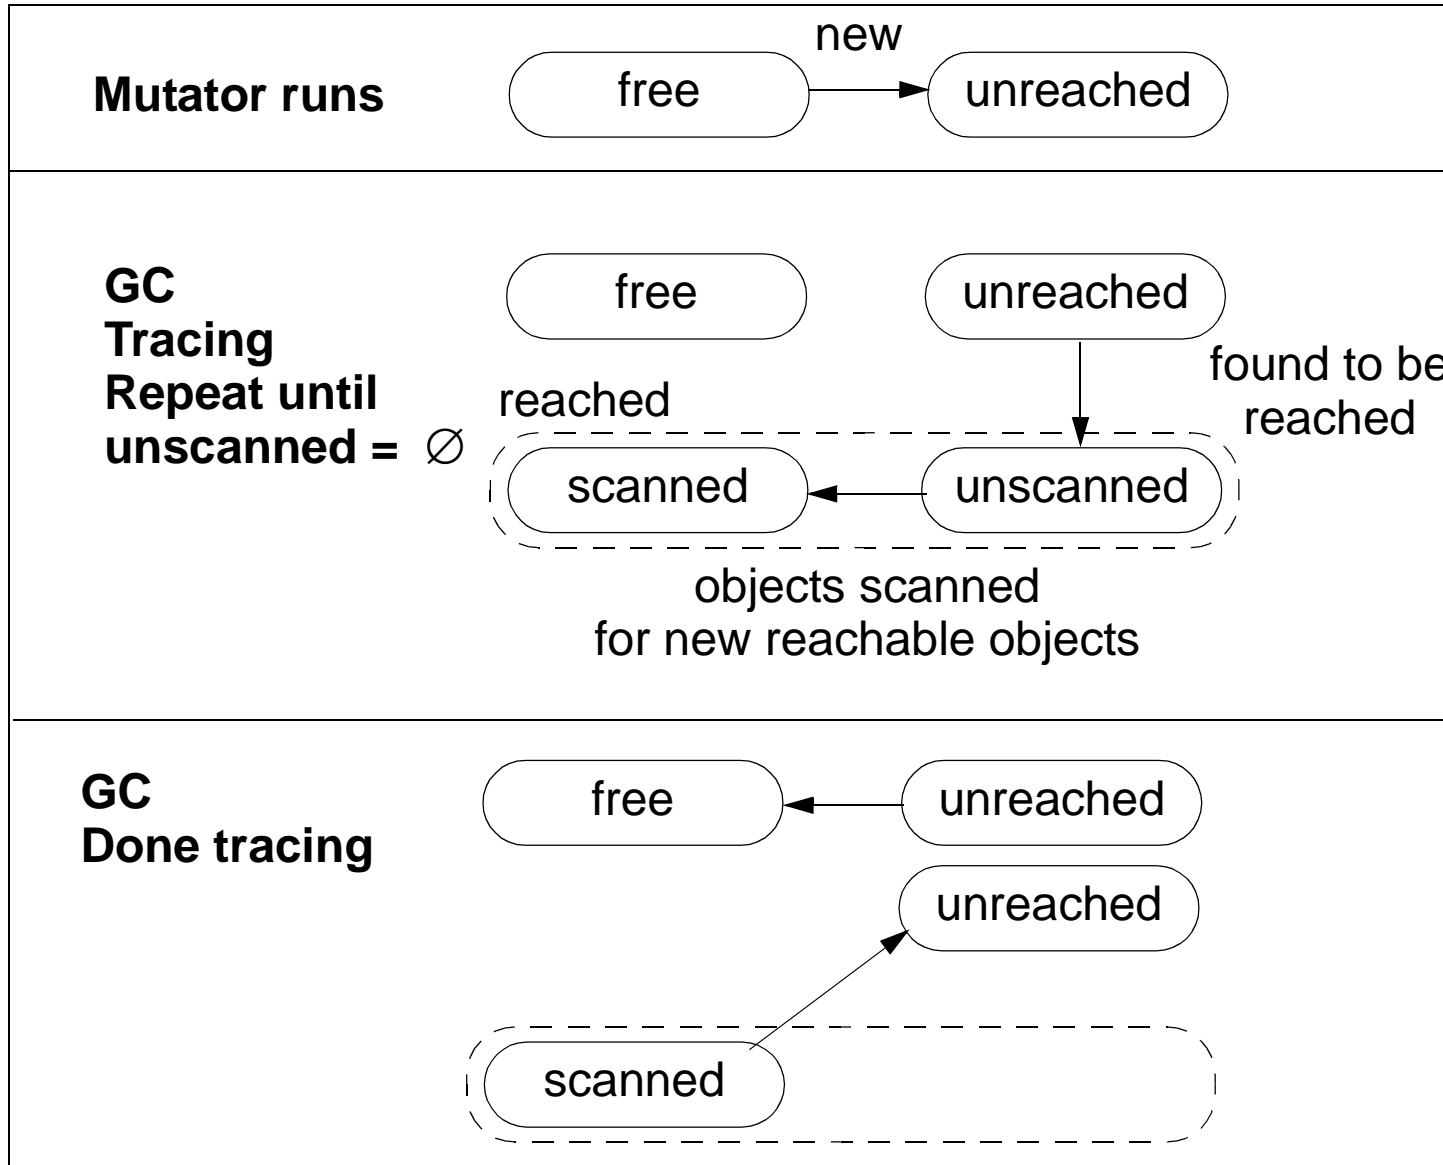 new
Mutator runs
free
unreached
GC
Tracing
Repeat until
unscanned = ∅
free
unreached
found to be
reached
reached
scanned
unscanned
objects scanned
for new reachable objects
GC
Done tracing
free
unreached
unreached
scanned